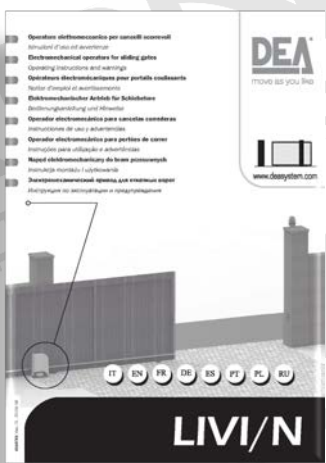 Operatore elettromeccanico per cancelli scorrevoli
Istruzioni d'uso ed avvertenze
Electromechanical operator for sliding gates
Operating instructions and warnings
Opérateurs électromécaniques pour portails coulissants
Notice d'emploi et avertissements
Elektromechanischer Antrieb für Schiebetore
Bedienungsanleitung und Hinweise
Operador electromecánico para cancelas correderas
Instrucciones de uso y advertencias
Operador electromecânico para portões de correr
Instruções para utilização e advertências
Napęd elektromechaniczny do bram przesuwnych
Instrukcja montażu i użytkowania
Электромеханический привод для откатных ворот
Инструкция по эксплуатации и предупреждения
DEA
move as you like
www.deasystem.com
IT EN FR DE ES PT PL RU
LIVI/N